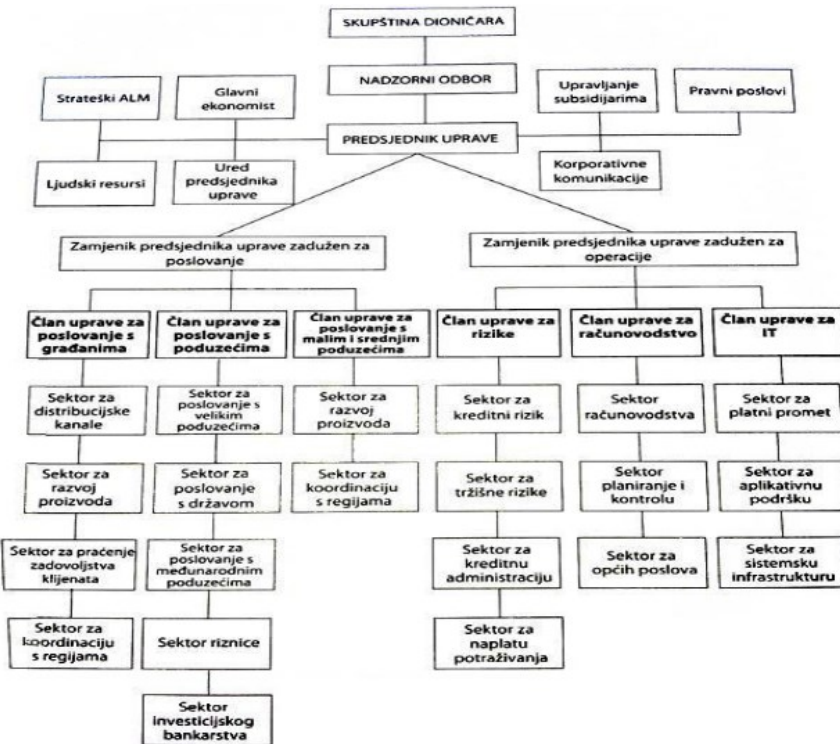 SKUPŠTINA DIONIČARA
NADZORNI ODBOR
Strateški ALM
Glavni
ekonomist
Upravljanje
subsidijarima
Pravni poslovi
PREDSJEDNIK UPRAVE
Ljudski resursi
Ured
predsjednika
uprave
Korporativne
komunikacije
Zamjenik predsjednika uprave zadužen za
poslovanje
Zamjenik predsjednika uprave zadužen za
operacije
Član uprave za
poslovanje s
građanima
Član uprave za
poslovanje s
poduzećima
Član uprave za
poslovanje s
malim i srednjim
poduzećima
Član uprave za
rizike
Član uprave za
računovodstvo
Član uprave za
IT
Sektor za
distribucijske
kanale
Sektor za
poslovanje s
velikim
poduzećima
Sektor za
razvoj
proizvoda
Sektor za
kreditni rizik
Sektor
računovodstva
Sektor za
platni promet
Sektor za
razvoj
proizvoda
Sektor za
poslovanje
s državom
Sektor za
koordinaciju
s regijama
Sektor za
tržišne rizike
Sektor
planiranje i
kontrolu
Sektor za
aplikativnu
podršku
Sektor za praćenje
zadovoljstva
klijenata
Sektor za
poslovanje s
međunarodnim
poduzećima
Sektor za
kreditnu
administraciju
Sektor za
općih poslova
Sektor za
sistemsku
infrastrukturu
Sektor za
koordinaciju
s regijama
Sektor riznice
Sektor za
naplatu
potraživanja
Sektor
investicijskog
bankarstva